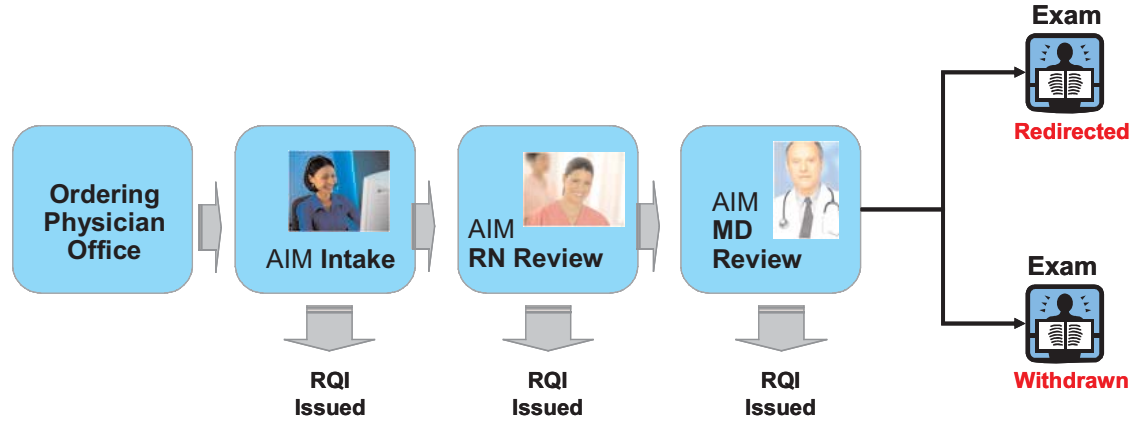 Exam
Redirected
Ordering
Physician
Office
AIM Intake
AIM
RN Review
AIM
MD
Review
Exam
Withdrawn
RQI
Issued
RQI
Issued
RQI
Issued